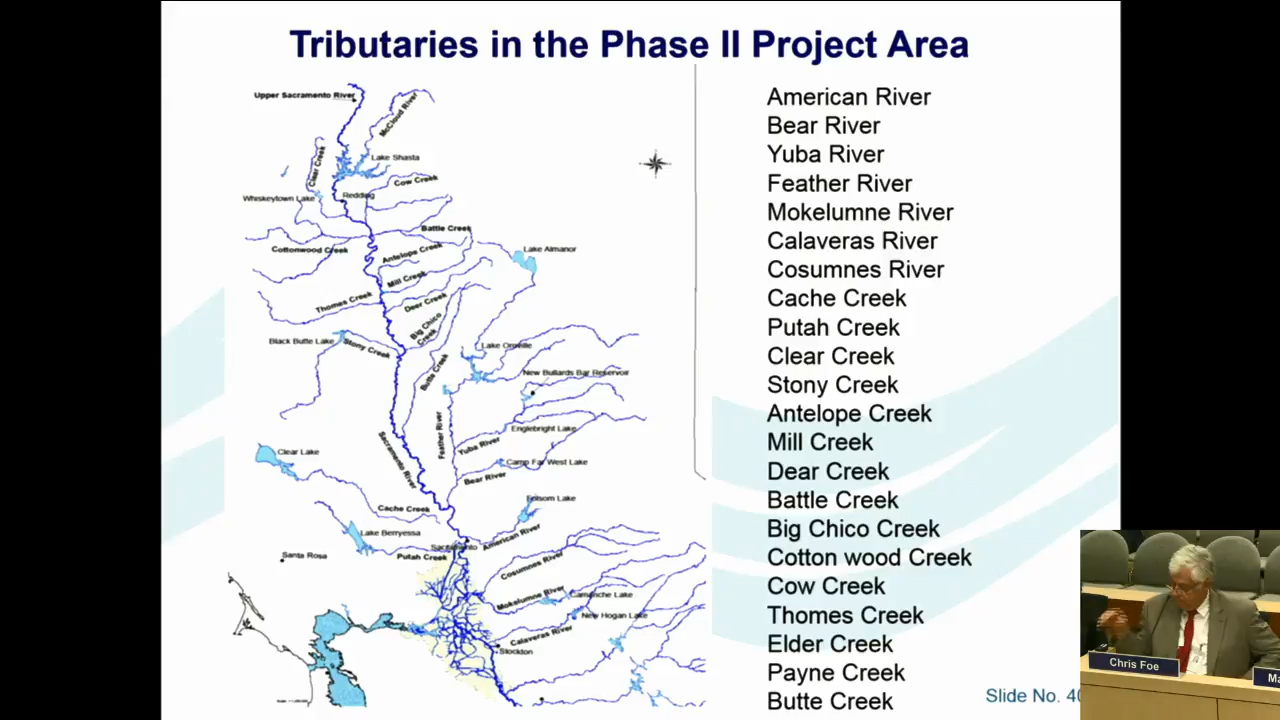 Tributaries in the Phase II Project Area
Upper Sacramento River
McCloud River
Clear Creek
Lake Shasta
Cow Creek
Whiskeytown Lake
Redding
Battle Creek
Cottonwood Creek
Antelope Creek
Lake Almanor
Mill Creek
Thomes Creek
Deer Creek
Big Chico
Creek
Black Butte Lake
Stony Creek
Lake Oroville
Butte Creek
New Bullards Bar Reservoir
Feather River
Englebright Lake
Yuba River
Sacramento River
Clear Lake
Camp Far West Lake
Bear River
Folsom Lake
Cache Creek
Lake Berryessa
American River
Sacramento
Putah Creek
Santa Rosa
Cosumnes River
Mokelumne River
Camanche Lake
New Hogan Lake
Calaveras River
Stockton
American River
Bear River
Yuba River
Feather River
Mokelumne River
Calaveras River
Cosumnes River
Cache Creek
Putah Creek
Clear Creek
Stony Creek
Antelope Creek
Mill Creek
Dear Creek
Battle Creek
Big Chico Creek
Cotton wood Creek
Cow Creek
Thomes Creek
Elder Creek
Payne Creek
Butte Creek
Slide No. 40
Chris Foe
Ma